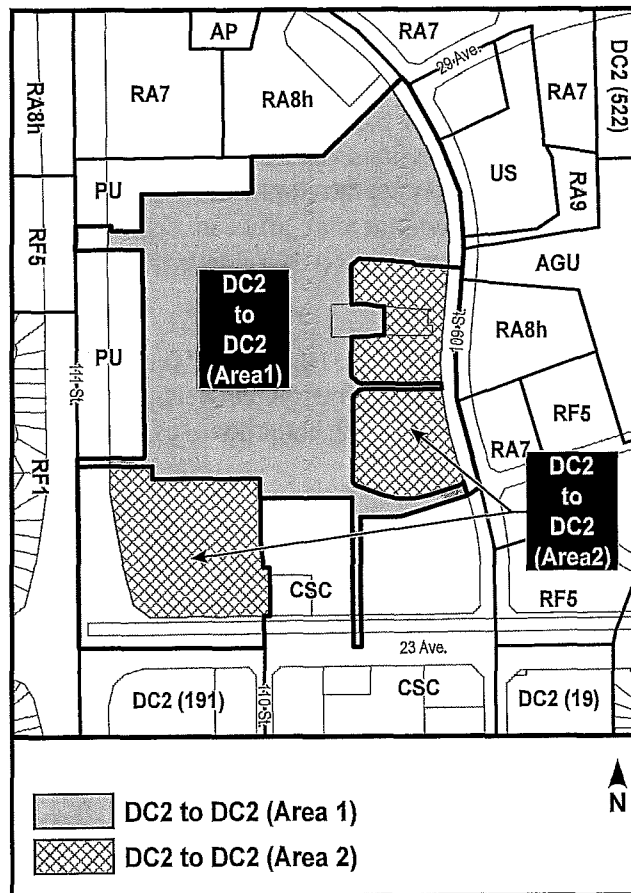 AP
RA7
29 Ave.
RA8h
RA7
RA8h
RA7
DC2 (522)
US
RA9
PU
RF5
AGU
DC2
to
DC2
(Area1)
109 St.
RA8h
PU
111 St.
RF5
RA7
RF1
DC2
to
DC2
(Area2)
CSC
RF5
23 Ave.
DC2 (191)
110 St.
CSC
DC2 (19)
N
DC2 to DC2 (Area 1)
DC2 to DC2 (Area 2)